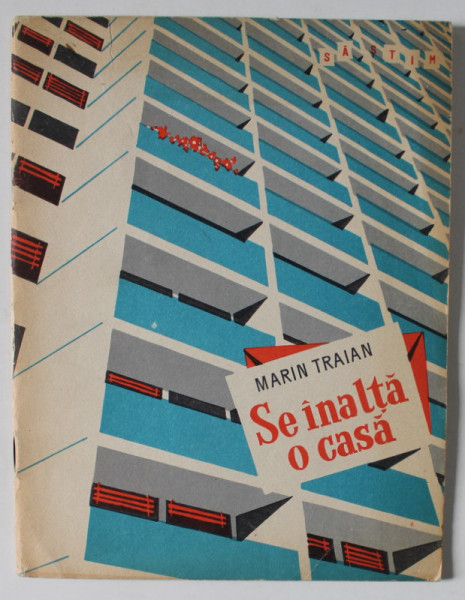 SĂ ȘTIM
MARIN TRAIAN
Se înalță
o casă